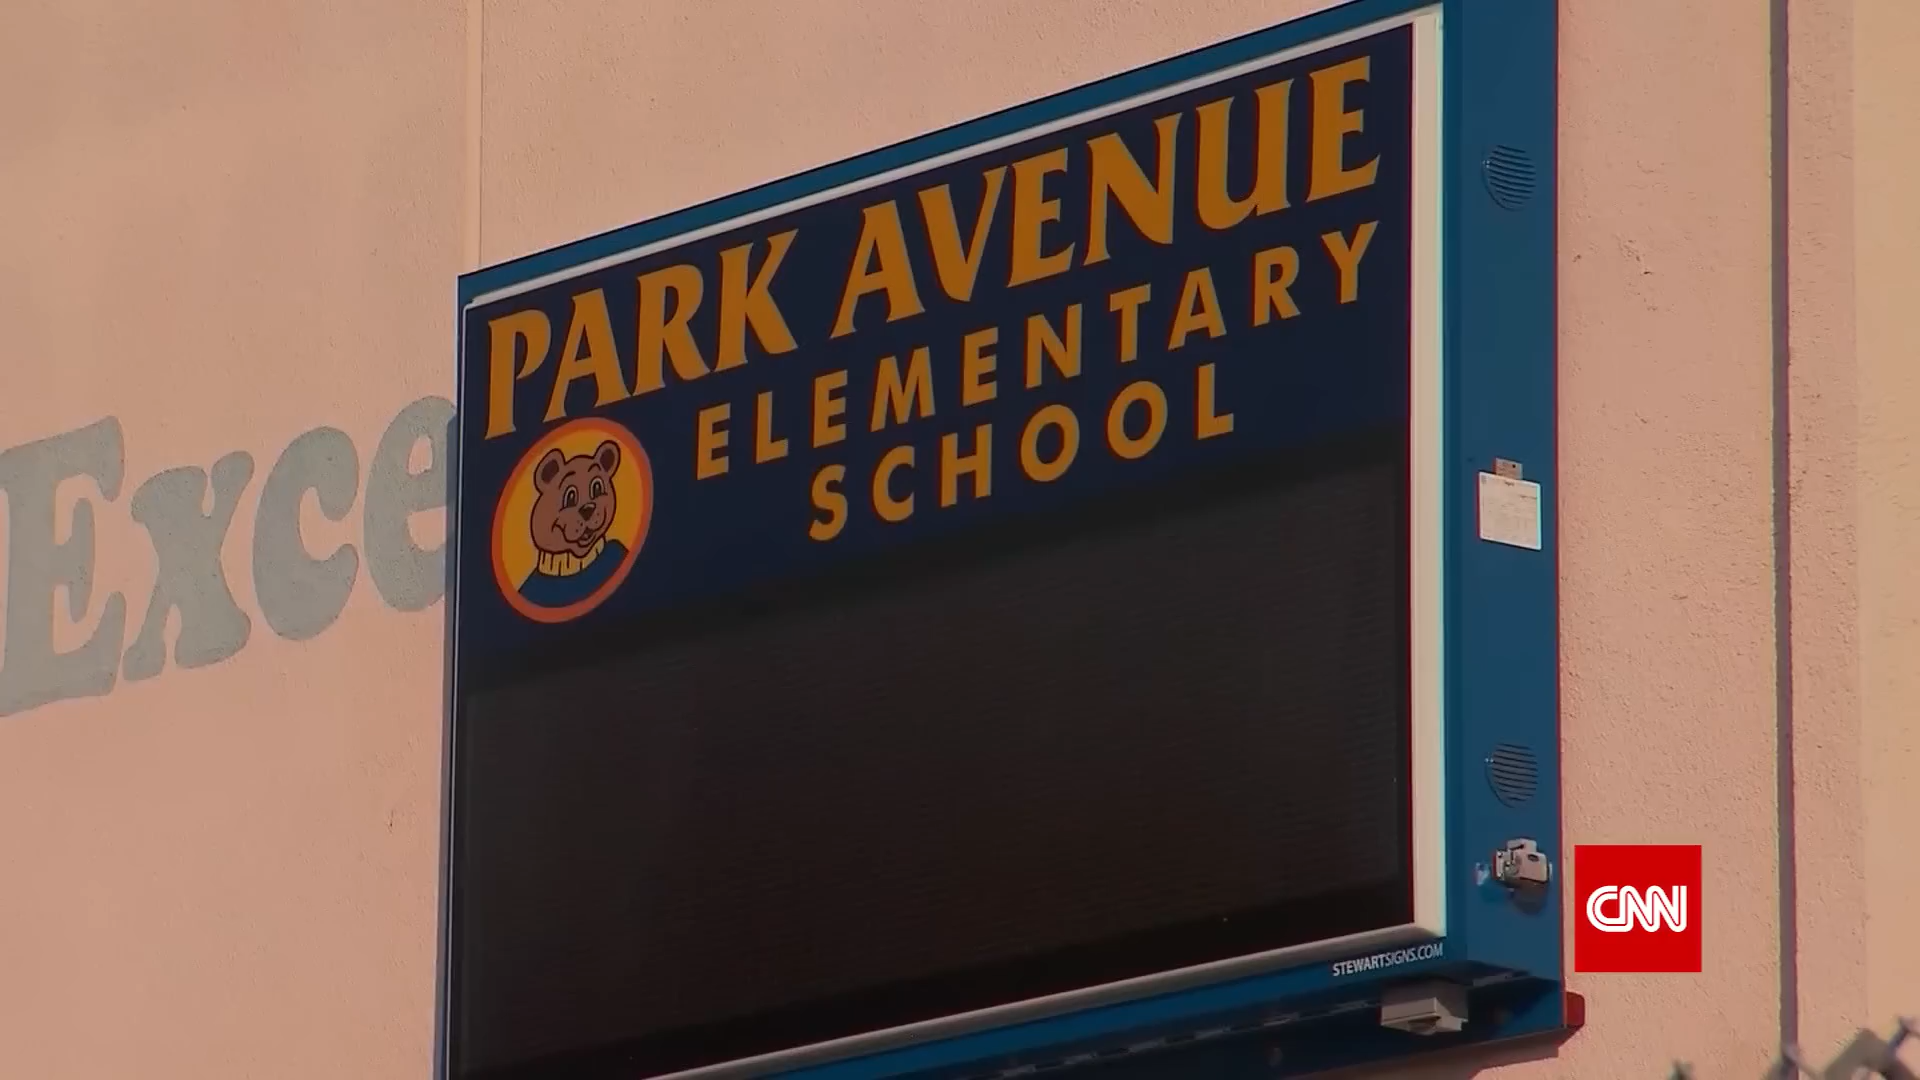 PARK AVENUE
ELEMENTARY
SCHOOL
Exce
STEWARTSIGNS.COM
CNN